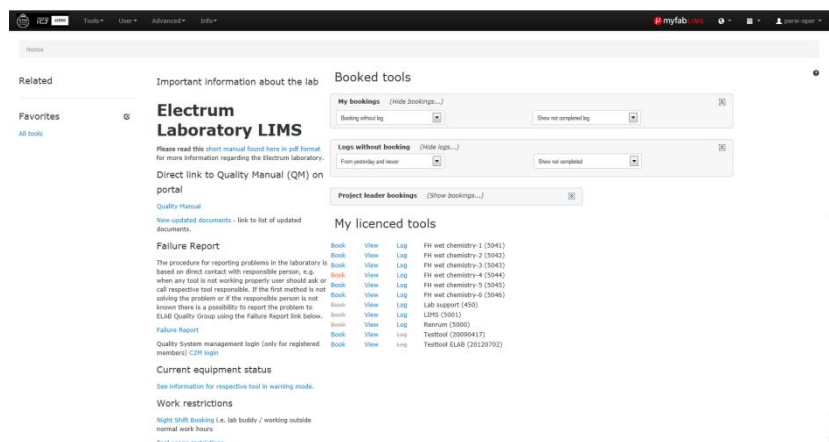 Tools User Advanced Info myfab LIMS perw-oper
Home
Related
Favorites
All tools
Important information about the lab
Electrum
Laboratory LIMS
Please read this short manual found here in pdf format
for more information regarding the Electrum laboratory.
Direct link to Quality Manual (QM) on
portal
Quality Manual
New-updated documents - link to list of updated
documents.
Failure Report
The procedure for reporting problems in the laboratory is
based on direct contact with responsible person, e.g.
when any tool is not working properly user should ask or
call respective tool responsible. If the first method is not
solving the problem or if the responsible person is not
known there is a possibility to report the problem to
ELAB Quality Group using the Failure Report link below.
Failure Report
Quality System management login (only for registered
members) C2M login
Current equipment status
See information for respective tool in warning mode.
Work restrictions
Night Shift Booking i.e. lab buddy / working outside
normal work hours
Booked tools
My bookings (Hide bookings...)
Booking without log Show not completed log
Logs without booking (Hide logs...)
From yesterday and newer Show not completed
Project leader bookings (Show bookings...)
My licenced tools
Book View Log FH wet chemistry-1 (5041)
Book View Log FH wet chemistry-2 (5042)
Book View Log FH wet chemistry-3 (5043)
Book View Log FH wet chemistry-4 (5044)
Book View Log FH wet chemistry-5 (5045)
Book View Log FH wet chemistry-6 (5046)
Book View Log Lab support (450)
Book View Log LIMS (5001)
Book View Log Renrum (5000)
Book View Log Testtool (20090417)
Book View Log Testtool ELAB (20120702)